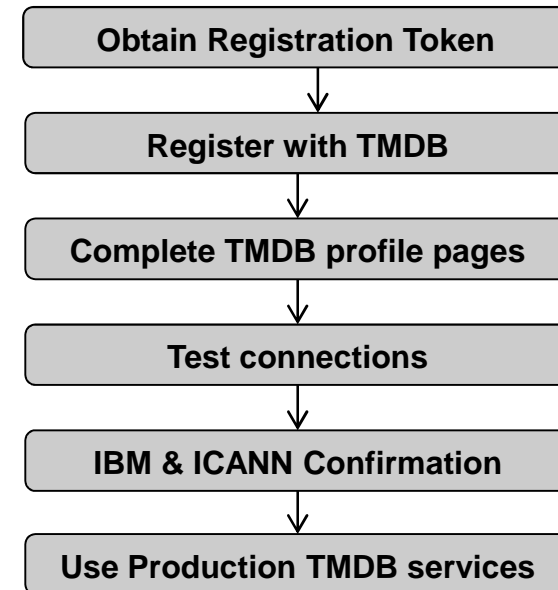 Obtain Registration Token
Register with TMDB
Complete TMDB profile pages
Test connections
IBM & ICANN Confirmation
Use Production TMDB services